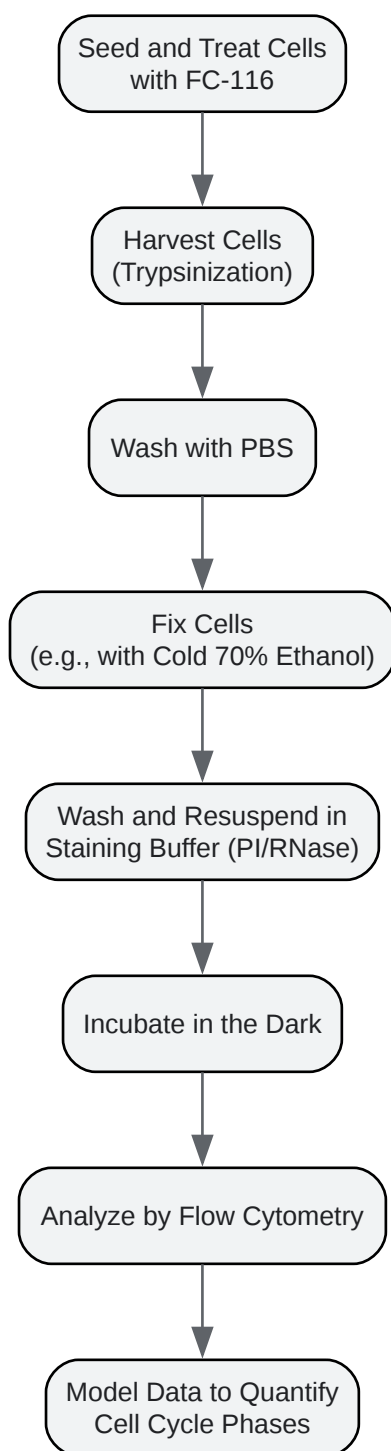 Seed and Treat Cells
with FC-116
Harvest Cells
(Trypsinization)
Wash with PBS
Fix Cells
(e.g., with Cold 70% Ethanol)
Wash and Resuspend in
Staining Buffer (PI/RNase)
Incubate in the Dark
Analyze by Flow Cytometry
Model Data to Quantify
Cell Cycle Phases